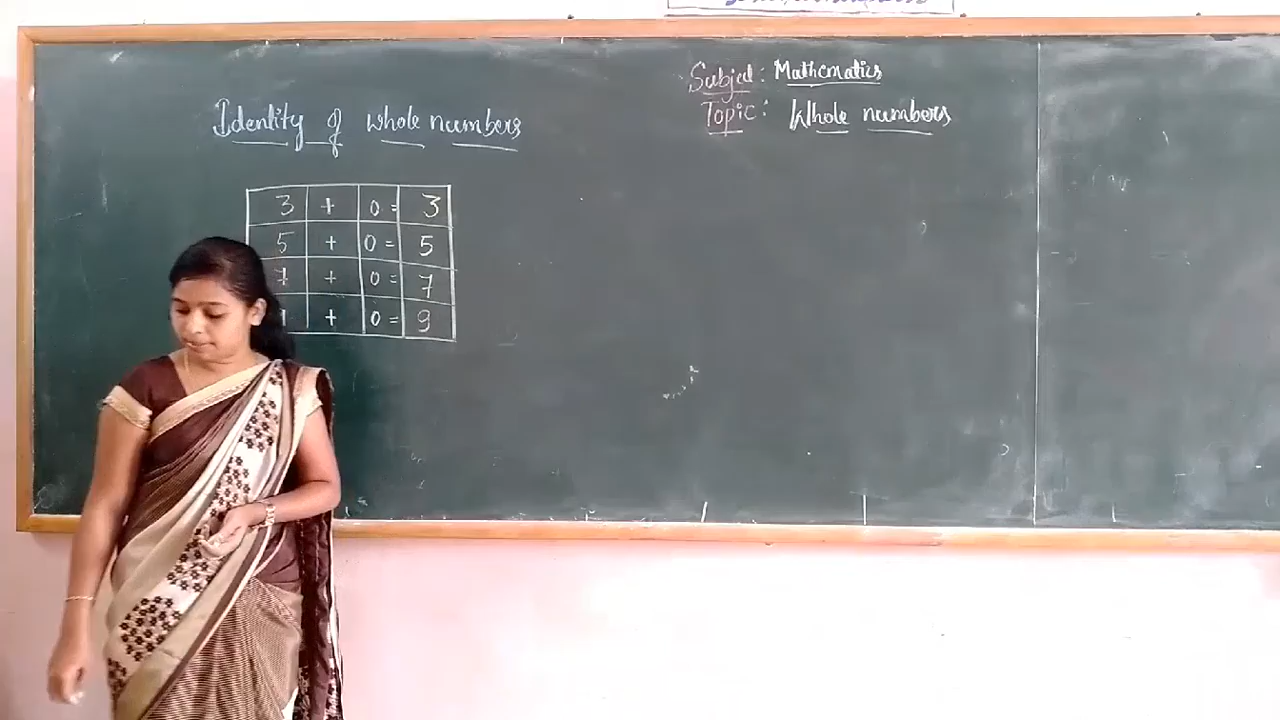 Subject: Mathematics
Topic: Whole numbers
Identity of whole numbers
3 + 0 = 3
5 + 0 = 5
7 + 0 = 7
+ 0 = 9